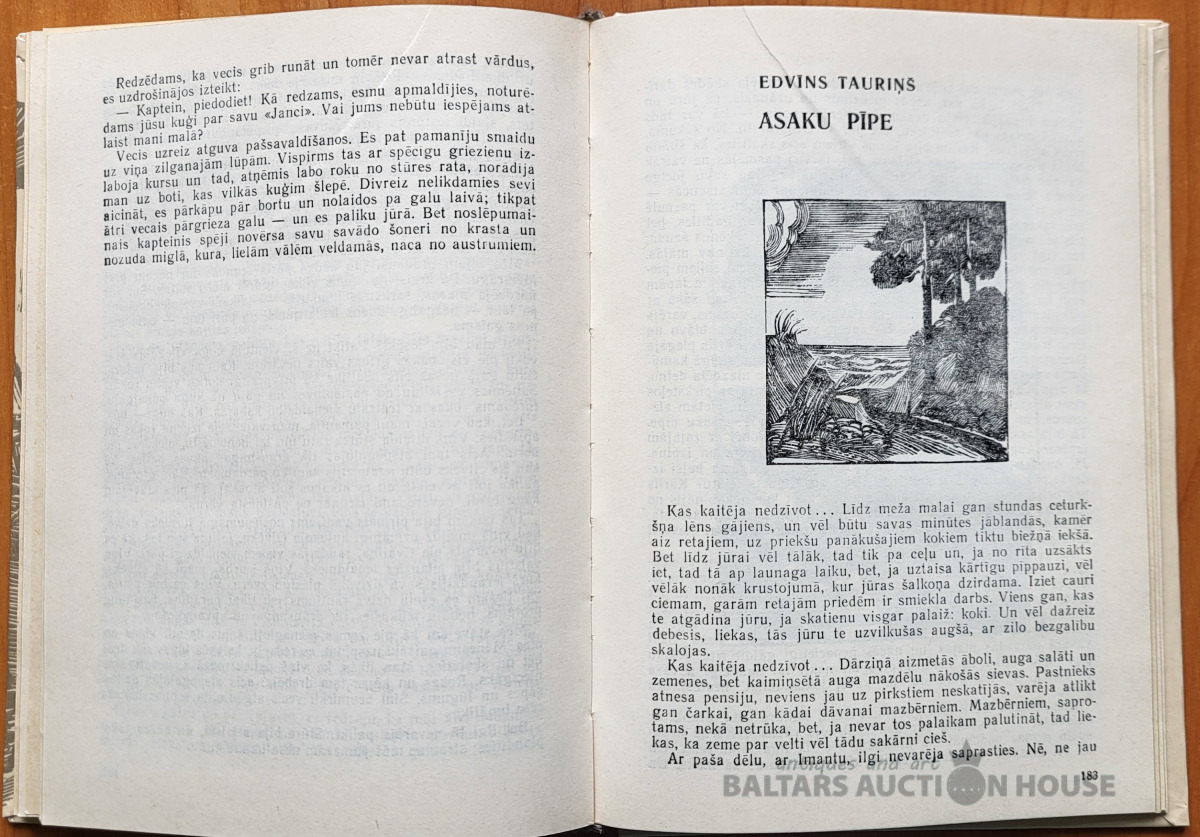 Redzēdams, ka vecis grib runāt un tomēr nevar atrast vārdus,
es uzdrošinājos izteikt:
— Kaptein, piedodiet! Kā redzams, esmu apmaldījies, noturē-
dams jūsu kuģi par savu «Janci». Vai jums nebūtu iespējams at-
laist mani malā?
Vecis uzreiz atguva pašsavaldīšanos. Es pat pamanīju smaidu
uz viņa zilganajām lūpām. Vispirms tas ar spēcīgu griezienu iz-
laboja kursu un tad, atņēmis labo roku no stūres rata, norādīja
man uz boti, kas vilkās kuģim šlepē. Divreiz nelikdamies sevi
aicināt, es pārkāpu pār bortu un nolaidos pa galu laivā; tikpat
ātri vecais pārgrieza galu — un es paliku jūrā. Bet noslēpumai-
nais kapteinis spēji novērsa savu savādo šoneri no krasta un
nozuda miglā, kura, lielām vālēm veldamās, naca no austrumiem.
EDVĪNS TAURIŅŠ
ASAKU PĪPE
Kas kaitēja nedzīvot... Līdz meža malai gan stundas ceturk-
šņa lēns gājiens, un vēl būtu savas minūtes jāblandās, kamēr
aiz retajiem, uz priekšu panākušajiem kokiem tiktu biežņā iekšā.
Bet līdz jūrai vēl tālāk, tad tik pa ceļu un, ja no rīta uzsākts
iet, tad tā ap launaga laiku, bet, ja uztaisa kārtīgu pippauzi, vēl
vēlāk nonāk krustojumā, kur jūras šalkoņa dzirdama. Iziet cauri
ciemam, garām retajām priedēm ir smiekla darbs. Viens gan, kas
te atgādina jūru, ja skatienu visgar palaiž: koki. Un vēl dažreiz
debesis, liekas, tās jūru te uzvilkušas augšā, ar zilo bezgalību
skalojas.
Kas kaitēja nedzīvot... Dārziņā aizmetās āboli, auga salāti un
zemenes, bet kaimiņsētā auga mazdēlu nākošās sievas. Pastnieks
atnesa pensiju, neviens jau uz pirkstiem neskatījās, varēja atlikt
gan čarkai, gan kādai dāvanai mazbērniem. Mazbērniem, sapro-
tams, nekā netrūka, bet, ja nevar tos palaikam palutināt, tad lie-
kas, ka zeme par velti vēl tādu sakārni cieš.
Ar paša dēlu, ar Imantu, ilgi nevarēja saprasties. Nē, ne jau
183
antiques and art
BALTARS AUCTION HOUSE